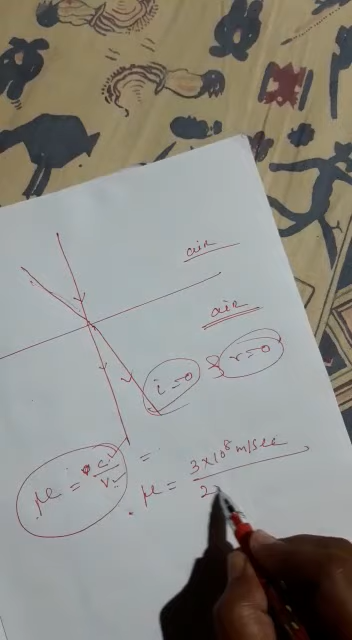 air
air
i=0 & r=0
μ = c/v =
μ = 3×10⁸ m/sec
2